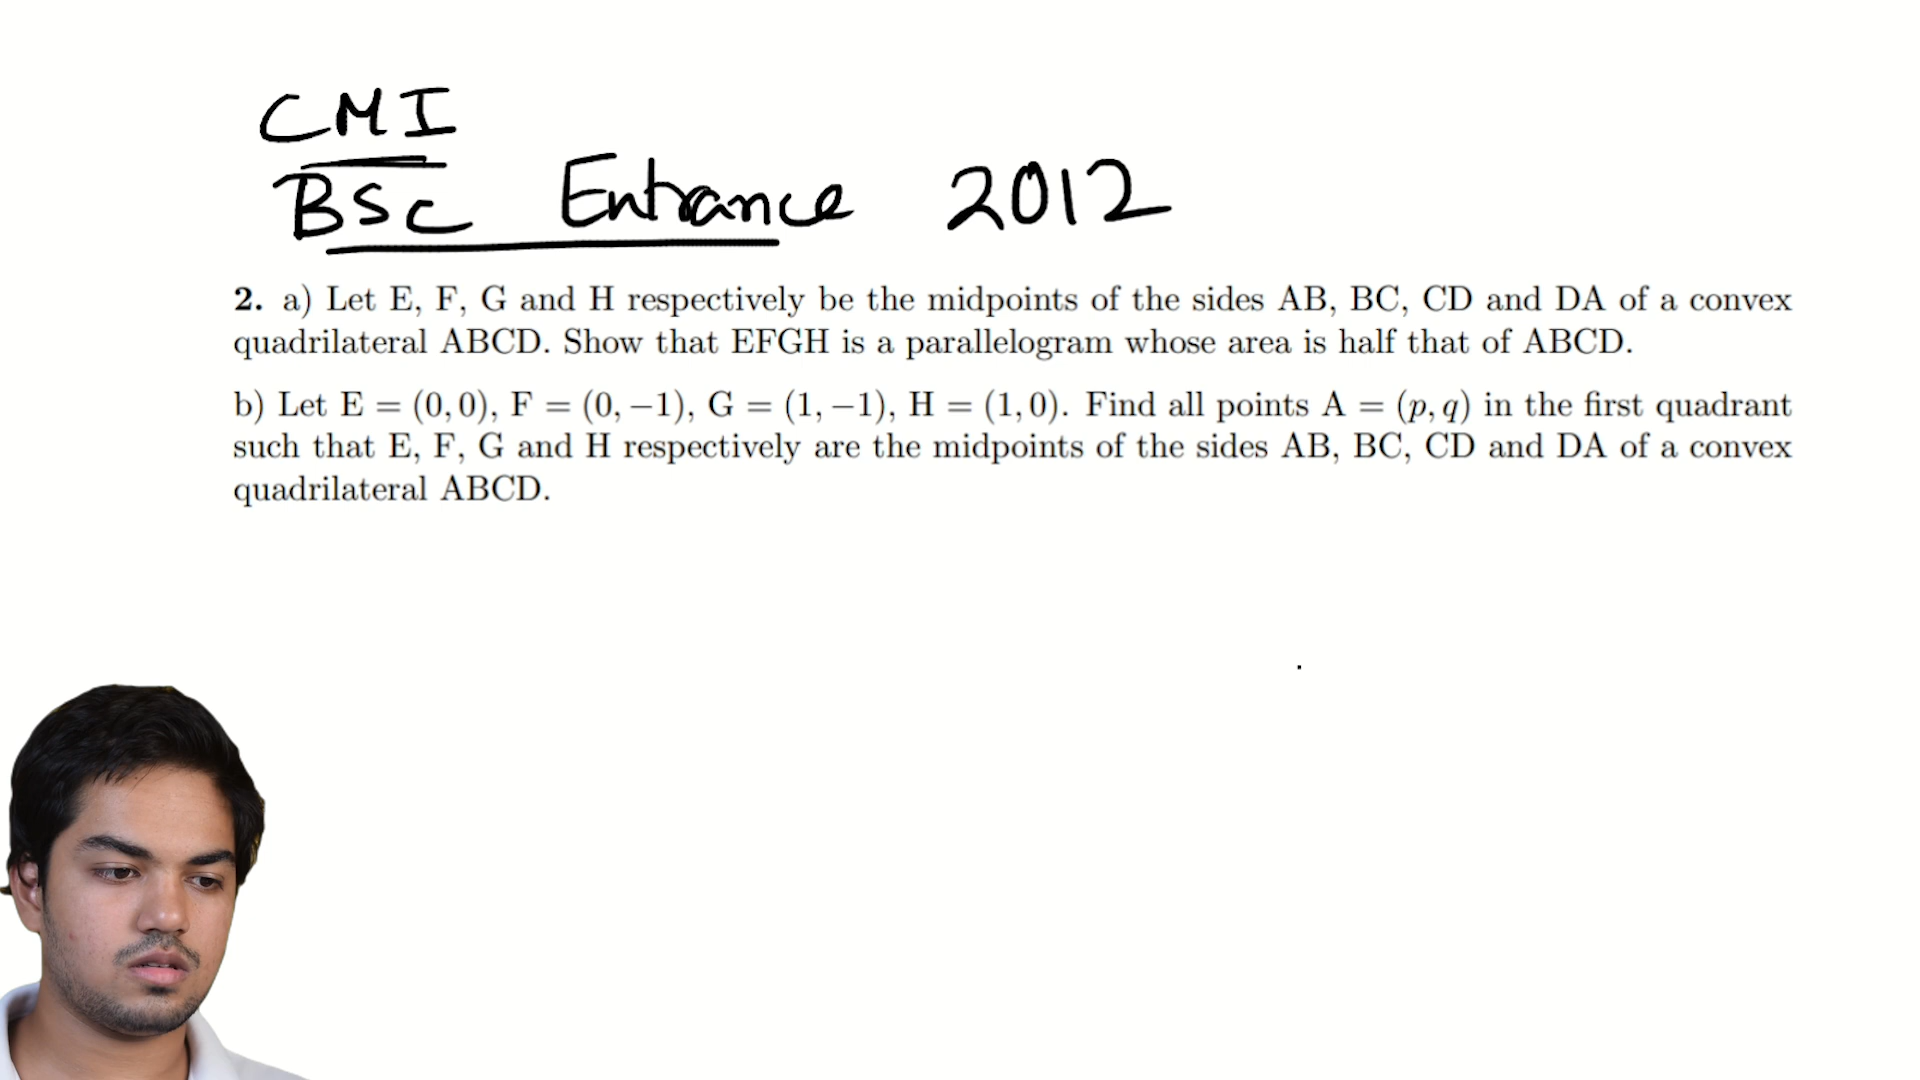 CMI
BSc Entrance 2012
2. a) Let E, F, G and H respectively be the midpoints of the sides AB, BC, CD and DA of a convex
quadrilateral ABCD. Show that EFGH is a parallelogram whose area is half that of ABCD.
b) Let E = (0, 0), F = (0, −1), G = (1, −1), H = (1, 0). Find all points A = (p, q) in the first quadrant
such that E, F, G and H respectively are the midpoints of the sides AB, BC, CD and DA of a convex
quadrilateral ABCD.